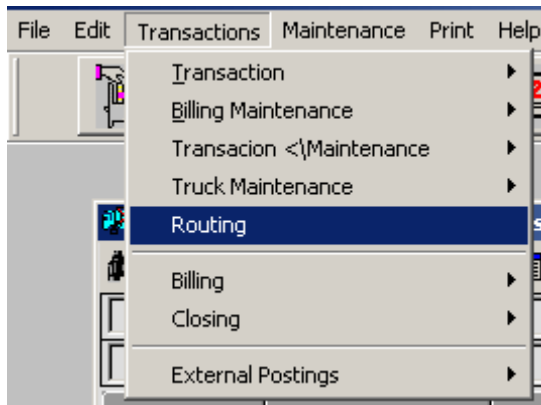 File Edit Transactions Maintenance Print Help
Transaction
Billing Maintenance
Transacion <\Maintenance
Truck Maintenance
Routing
Billing
Closing
External Postings